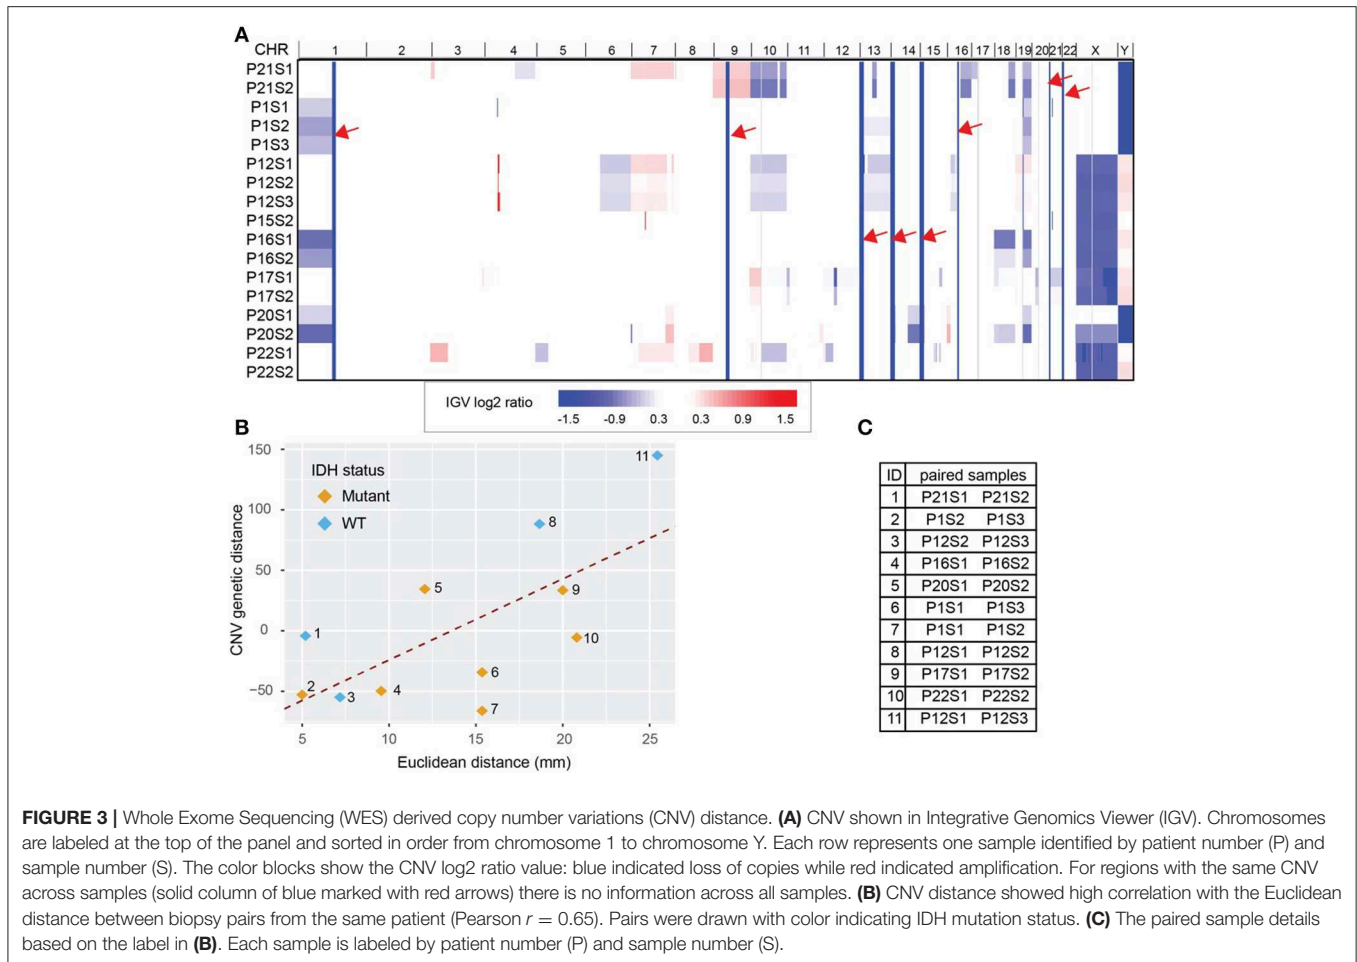 A
CHR 1 2 3 4 5 6 7 8 9 10 11 12 13 14 15 16 17 18 19 20 21 22 X Y
P21S1
P21S2
P1S1
P1S2
P1S3
P12S1
P12S2
P12S3
P15S2
P16S1
P16S2
P17S1
P17S2
P20S1
P20S2
P22S1
P22S2
IGV log2 ratio
-1.5 -0.9 0.3 0.3 0.9 1.5
B
CNV genetic distance
150
100
50
0
−50
IDH status
Mutant
WT
11
8
5
9
1
10
6
2
3
4
7
5 10 15 20 25
Euclidean distance (mm)
C
ID paired samples
1 P21S1 P21S2
2 P1S2 P1S3
3 P12S2 P12S3
4 P16S1 P16S2
5 P20S1 P20S2
6 P1S1 P1S3
7 P1S1 P1S2
8 P12S1 P12S2
9 P17S1 P17S2
10 P22S1 P22S2
11 P12S1 P12S3
FIGURE 3 | Whole Exome Sequencing (WES) derived copy number variations (CNV) distance. (A) CNV shown in Integrative Genomics Viewer (IGV). Chromosomes
are labeled at the top of the panel and sorted in order from chromosome 1 to chromosome Y. Each row represents one sample identified by patient number (P) and
sample number (S). The color blocks show the CNV log2 ratio value: blue indicated loss of copies while red indicated amplification. For regions with the same CNV
across samples (solid column of blue marked with red arrows) there is no information across all samples. (B) CNV distance showed high correlation with the Euclidean
distance between biopsy pairs from the same patient (Pearson r = 0.65). Pairs were drawn with color indicating IDH mutation status. (C) The paired sample details
based on the label in (B). Each sample is labeled by patient number (P) and sample number (S).